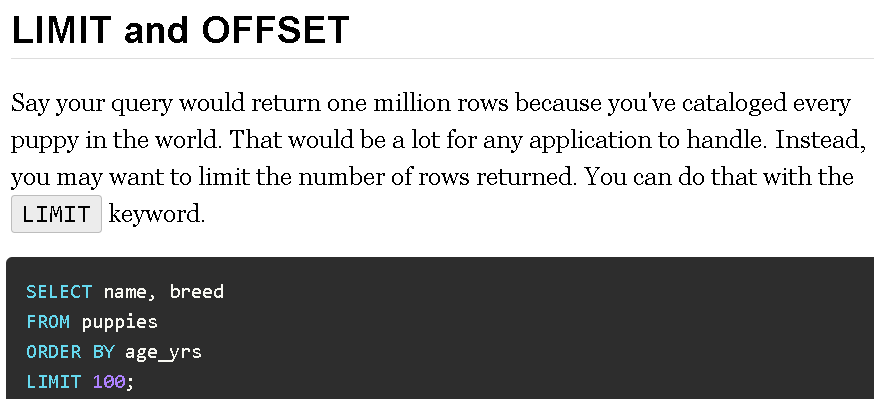 LIMIT and OFFSET
Say your query would return one million rows because you've cataloged every
puppy in the world. That would be a lot for any application to handle. Instead,
you may want to limit the number of rows returned. You can do that with the
LIMIT keyword.
SELECT name, breed
FROM puppies
ORDER BY age_yrs
LIMIT 100;